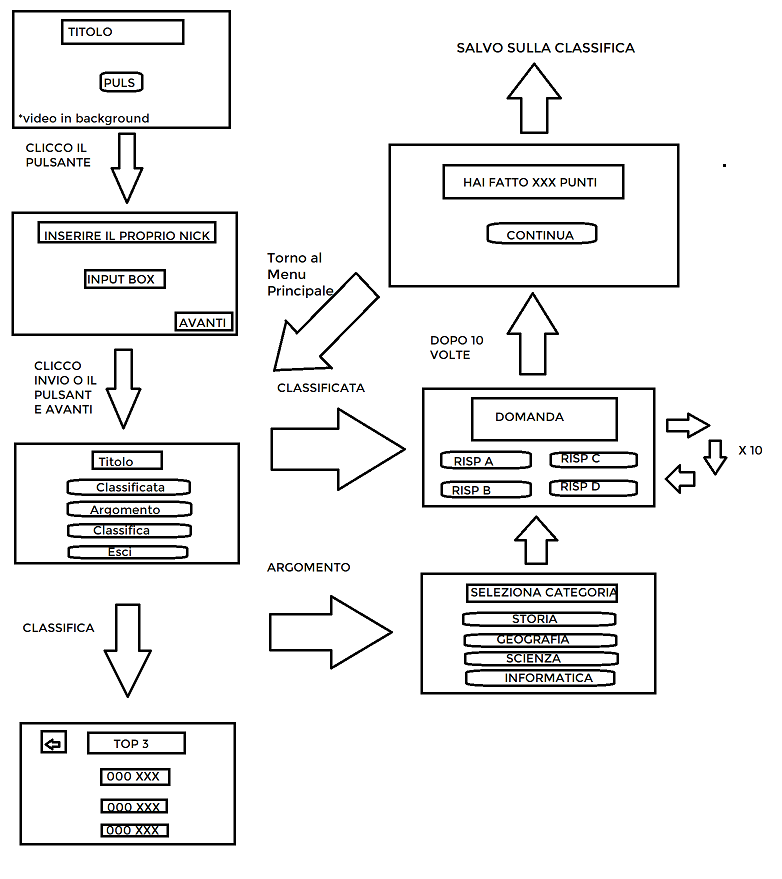 TITOLO
PULS
*video in background
CLICCO IL
PULSANTE
INSERIRE IL PROPRIO NICK
INPUT BOX
AVANTI
CLICCO
INVIO O IL
PULSANT
E AVANTI
Titolo
Classificata
Argomento
Classifica
Esci
CLASSIFICA
TOP 3
000 XXX
000 XXX
000 XXX
SALVO SULLA CLASSIFICA
HAI FATTO XXX PUNTI
CONTINUA
Torno al
Menu
Principale
DOPO 10
VOLTE
CLASSIFICATA
DOMANDA
RISP A
RISP C
RISP B
RISP D
X 10
ARGOMENTO
SELEZIONA CATEGORIA
STORIA
GEOGRAFIA
SCIENZA
INFORMATICA